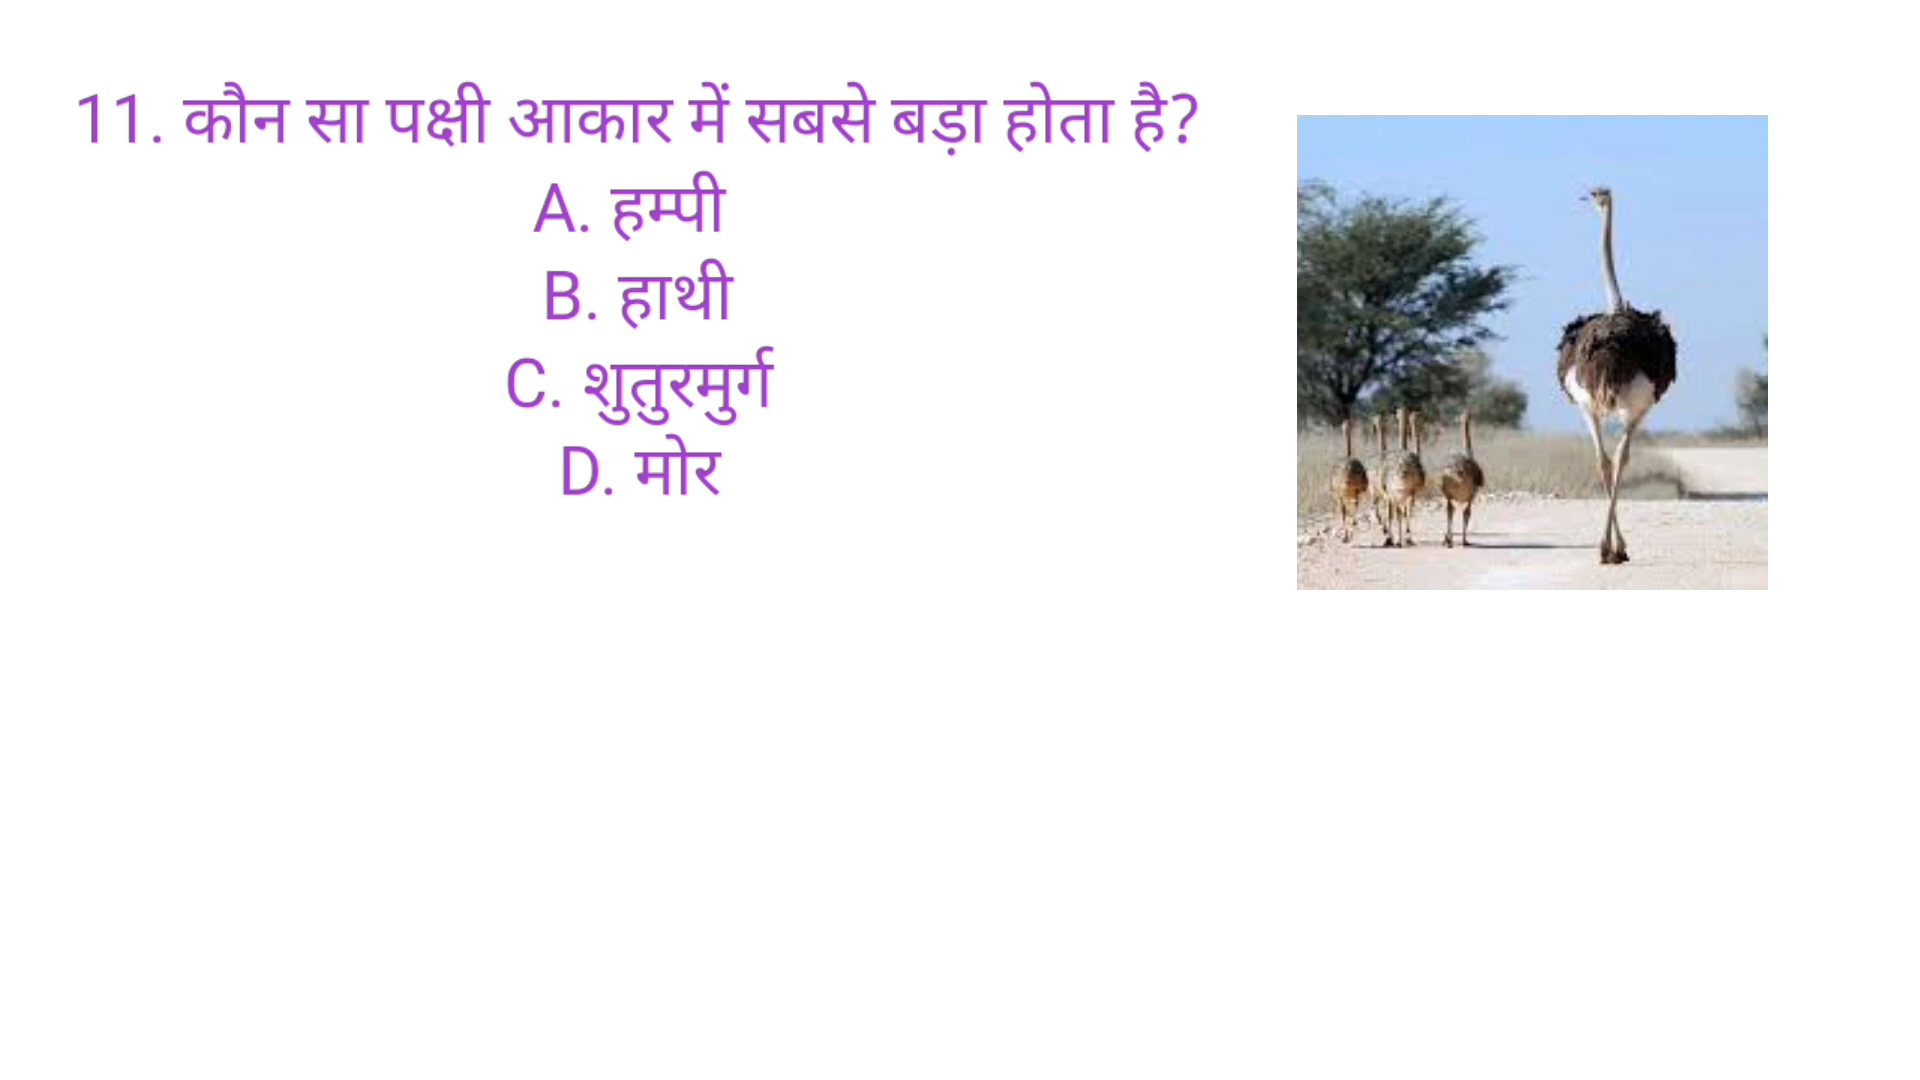 11. कौन सा पक्षी आकार में सबसे बड़ा होता है?
A. हम्पी
B. हाथी
C. शुतुरमुर्ग
D. मोर